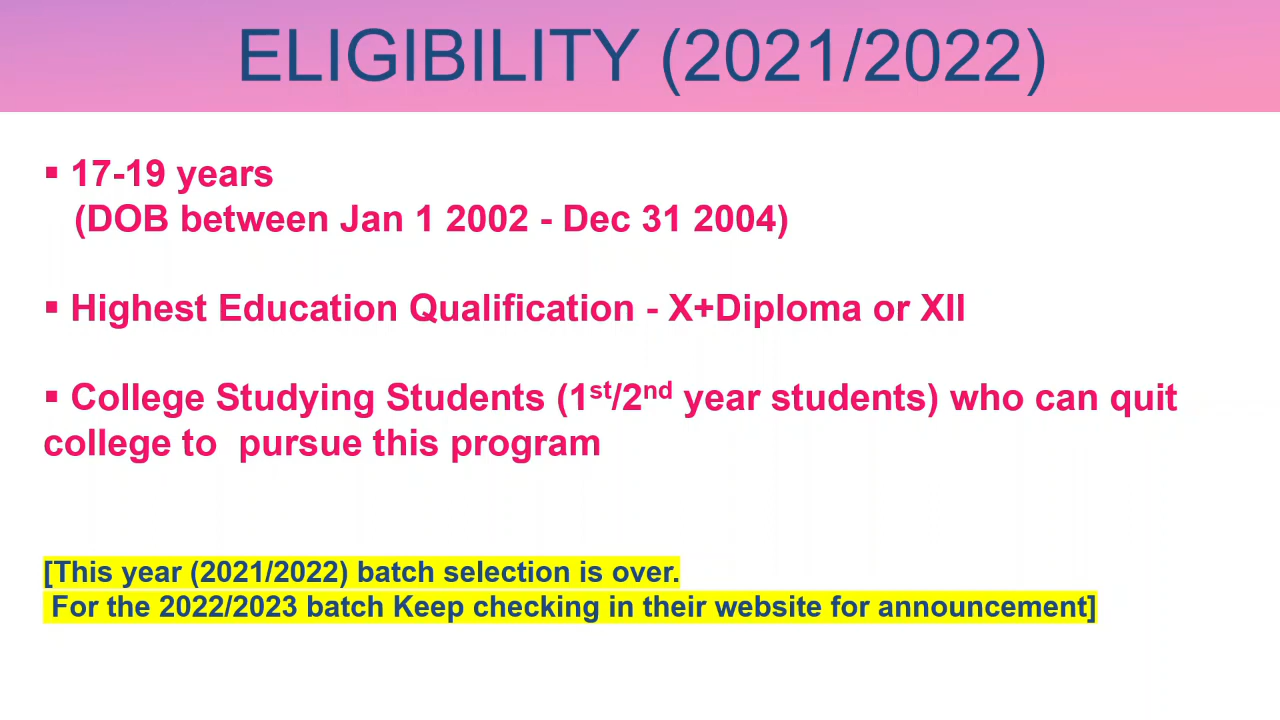 ELIGIBILITY (2021/2022)
▪ 17-19 years
(DOB between Jan 1 2002 - Dec 31 2004)
▪ Highest Education Qualification - X+Diploma or XII
▪ College Studying Students (1st/2nd year students) who can quit
college to  pursue this program
[This year (2021/2022) batch selection is over.
For the 2022/2023 batch Keep checking in their website for announcement]